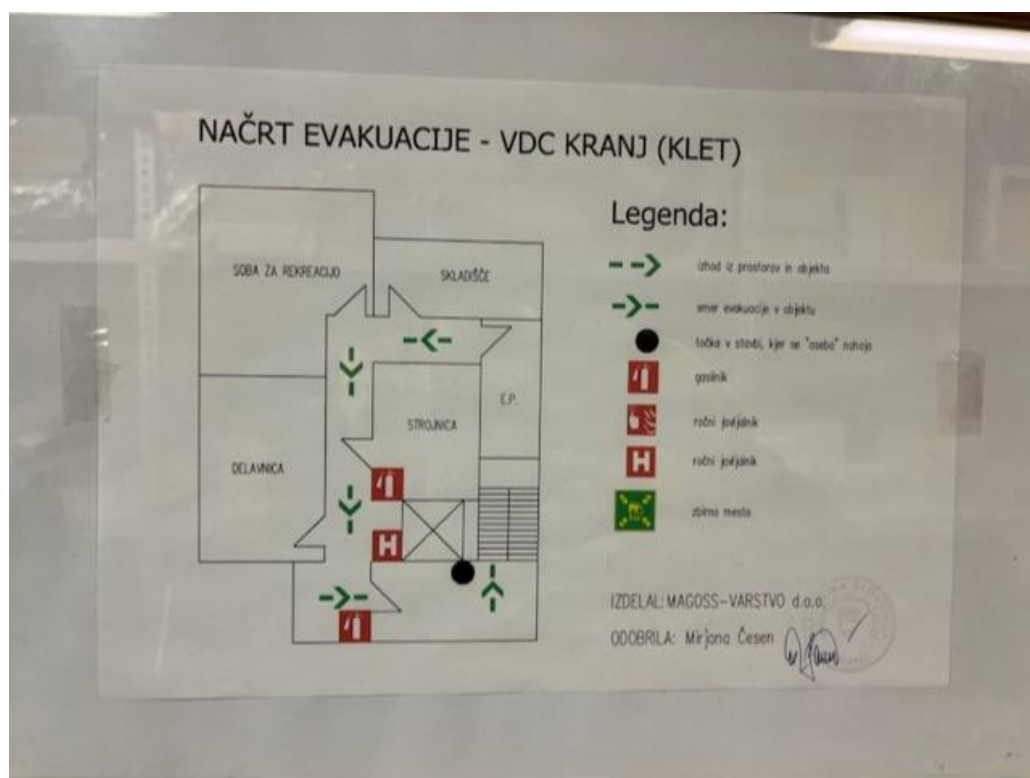 NAČRT EVAKUACIJE - VDC KRANJ (KLET)
SOBA ZA REKREACIJO
SKLADIŠČE
STROJNICA
E.P.
DELAVNICA
H
Legenda:
izhod iz prostorov in objekta
smer evakuacije v objektu
točka v stavbi, kjer se "oseba" nahaja
gasilnik
ročni javljalnik
H
ročni javljalnik
zbirno mesto
IZDELAL: MAGOSS-VARSTVO d.o.o.
ODOBRILA: Mirjana Česen